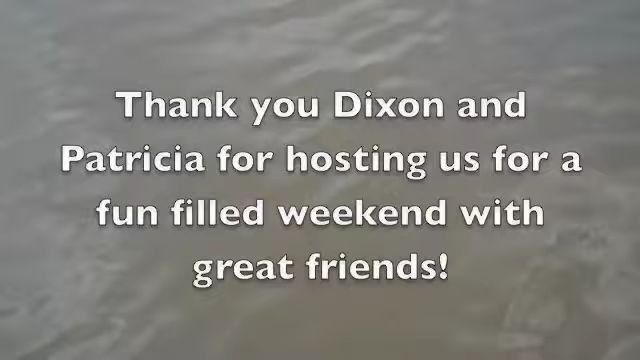 Thank you Dixon and
Patricia for hosting us for a
fun filled weekend with
great friends!